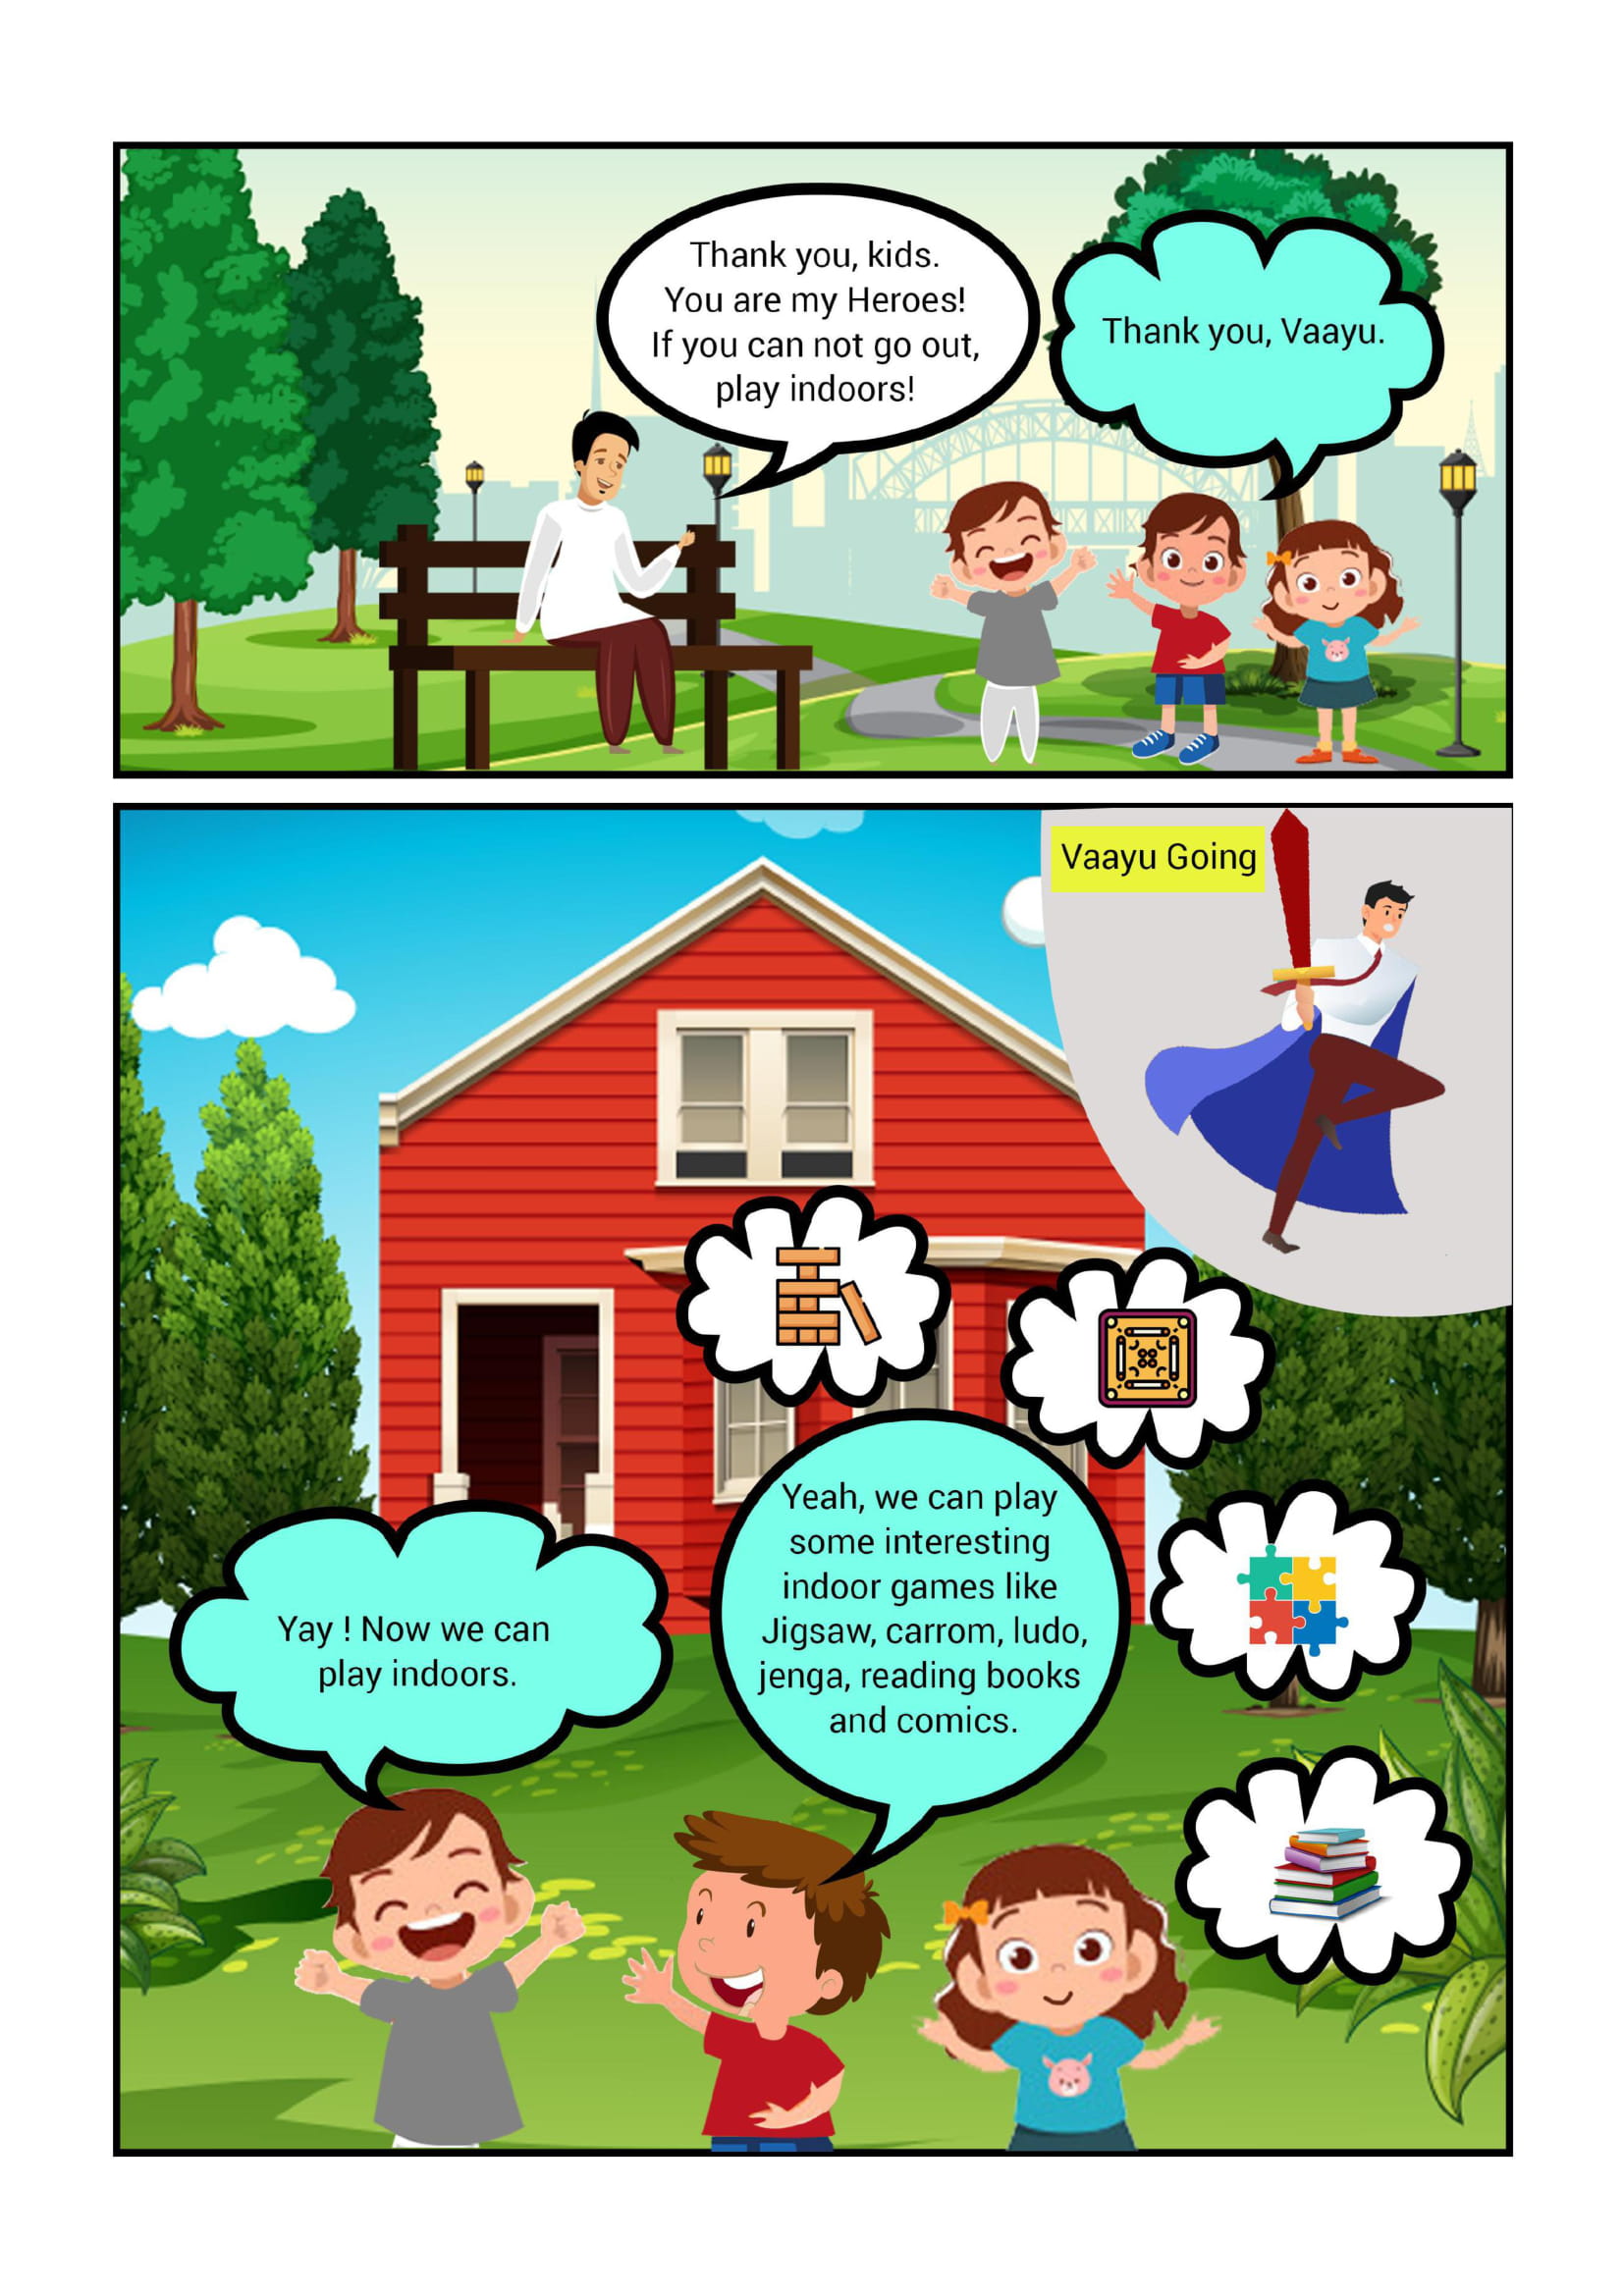 Thank you, kids.
You are my Heroes!
If you can not go out,
play indoors!
Thank you, Vaayu.
Vaayu Going
Yay ! Now we can
play indoors.
Yeah, we can play
some interesting
indoor games like
Jigsaw, carrom, ludo,
jenga, reading books
and comics.